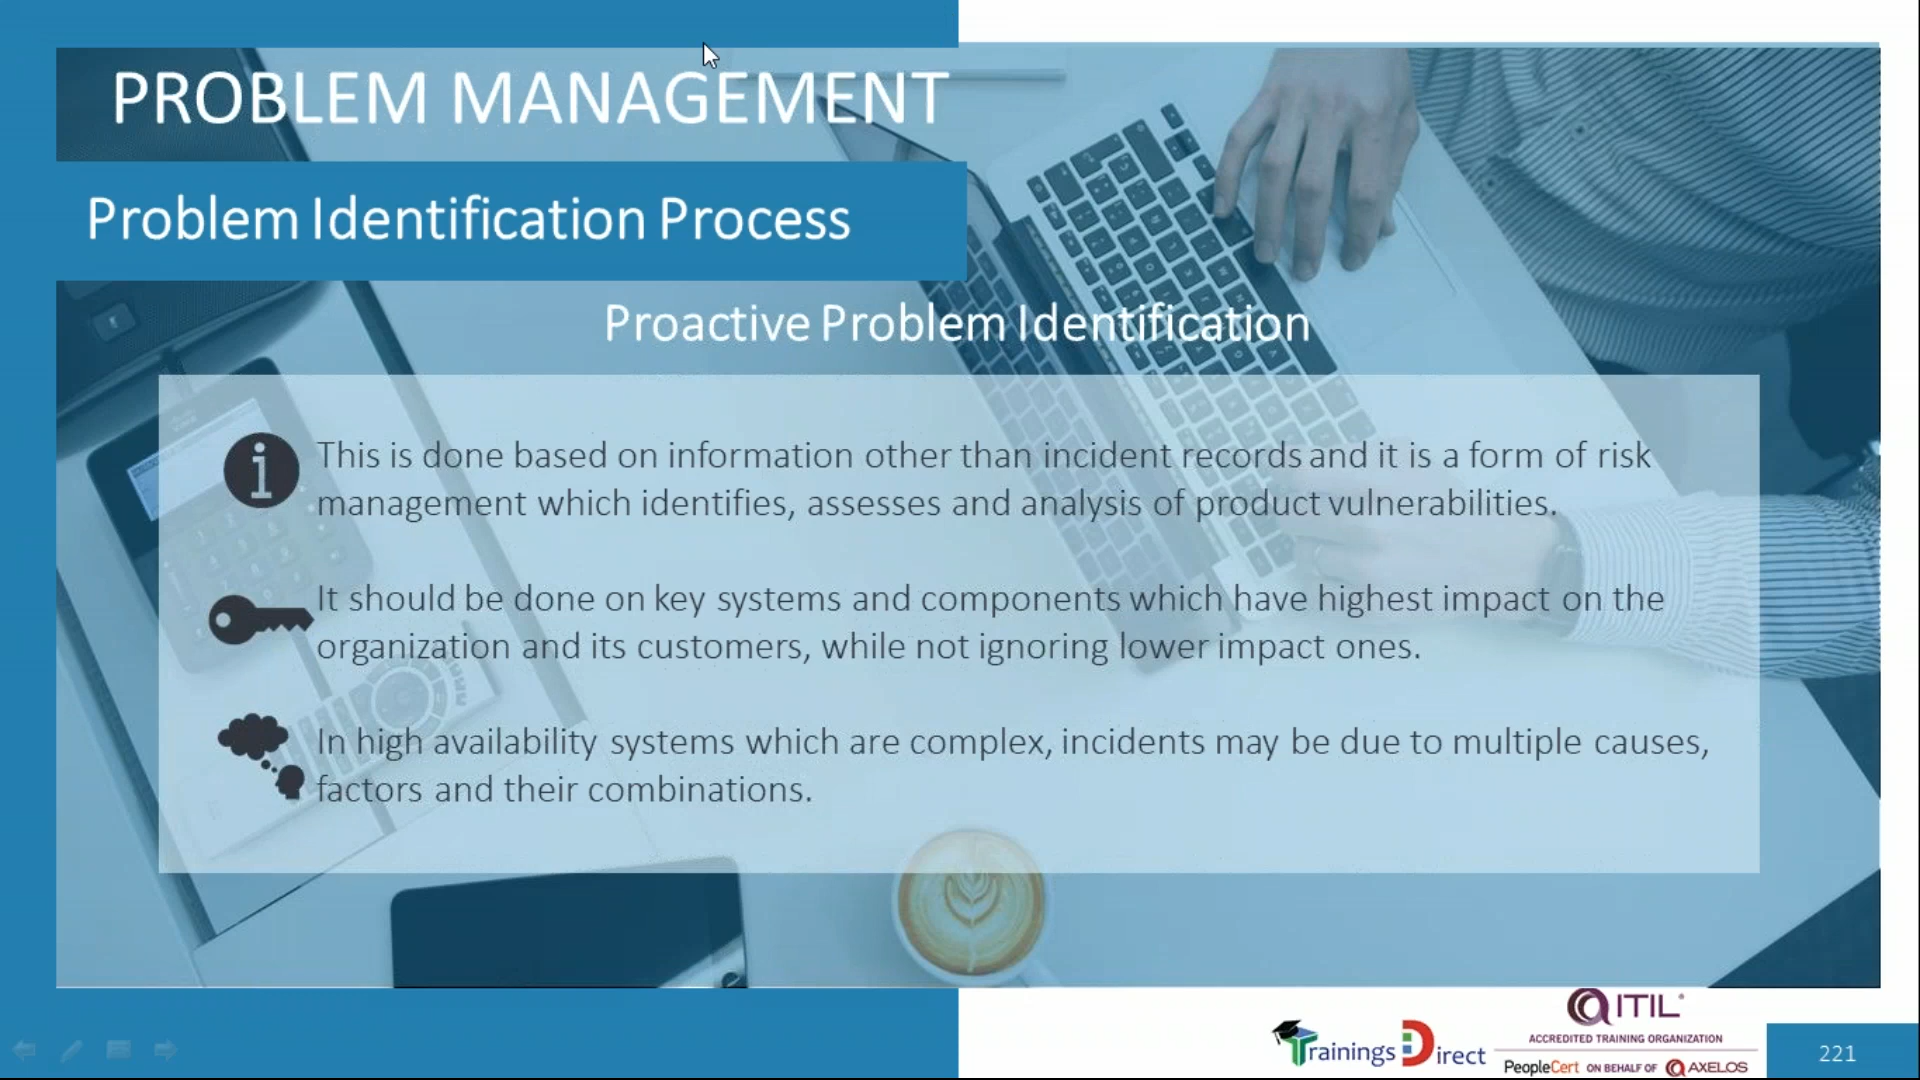 PROBLEM MANAGEMENT
Problem Identification Process
Proactive Problem Identification
This is done based on information other than incident records and it is a form of risk
management which identifies, assesses and analysis of product vulnerabilities.
It should be done on key systems and components which have highest impact on the
organization and its customers, while not ignoring lower impact ones.
In high availability systems which are complex, incidents may be due to multiple causes,
factors and their combinations.
Trainings Direct
ITIL®
ACCREDITED TRAINING ORGANIZATION
PeopleCert ON BEHALF OF AXELOS
221